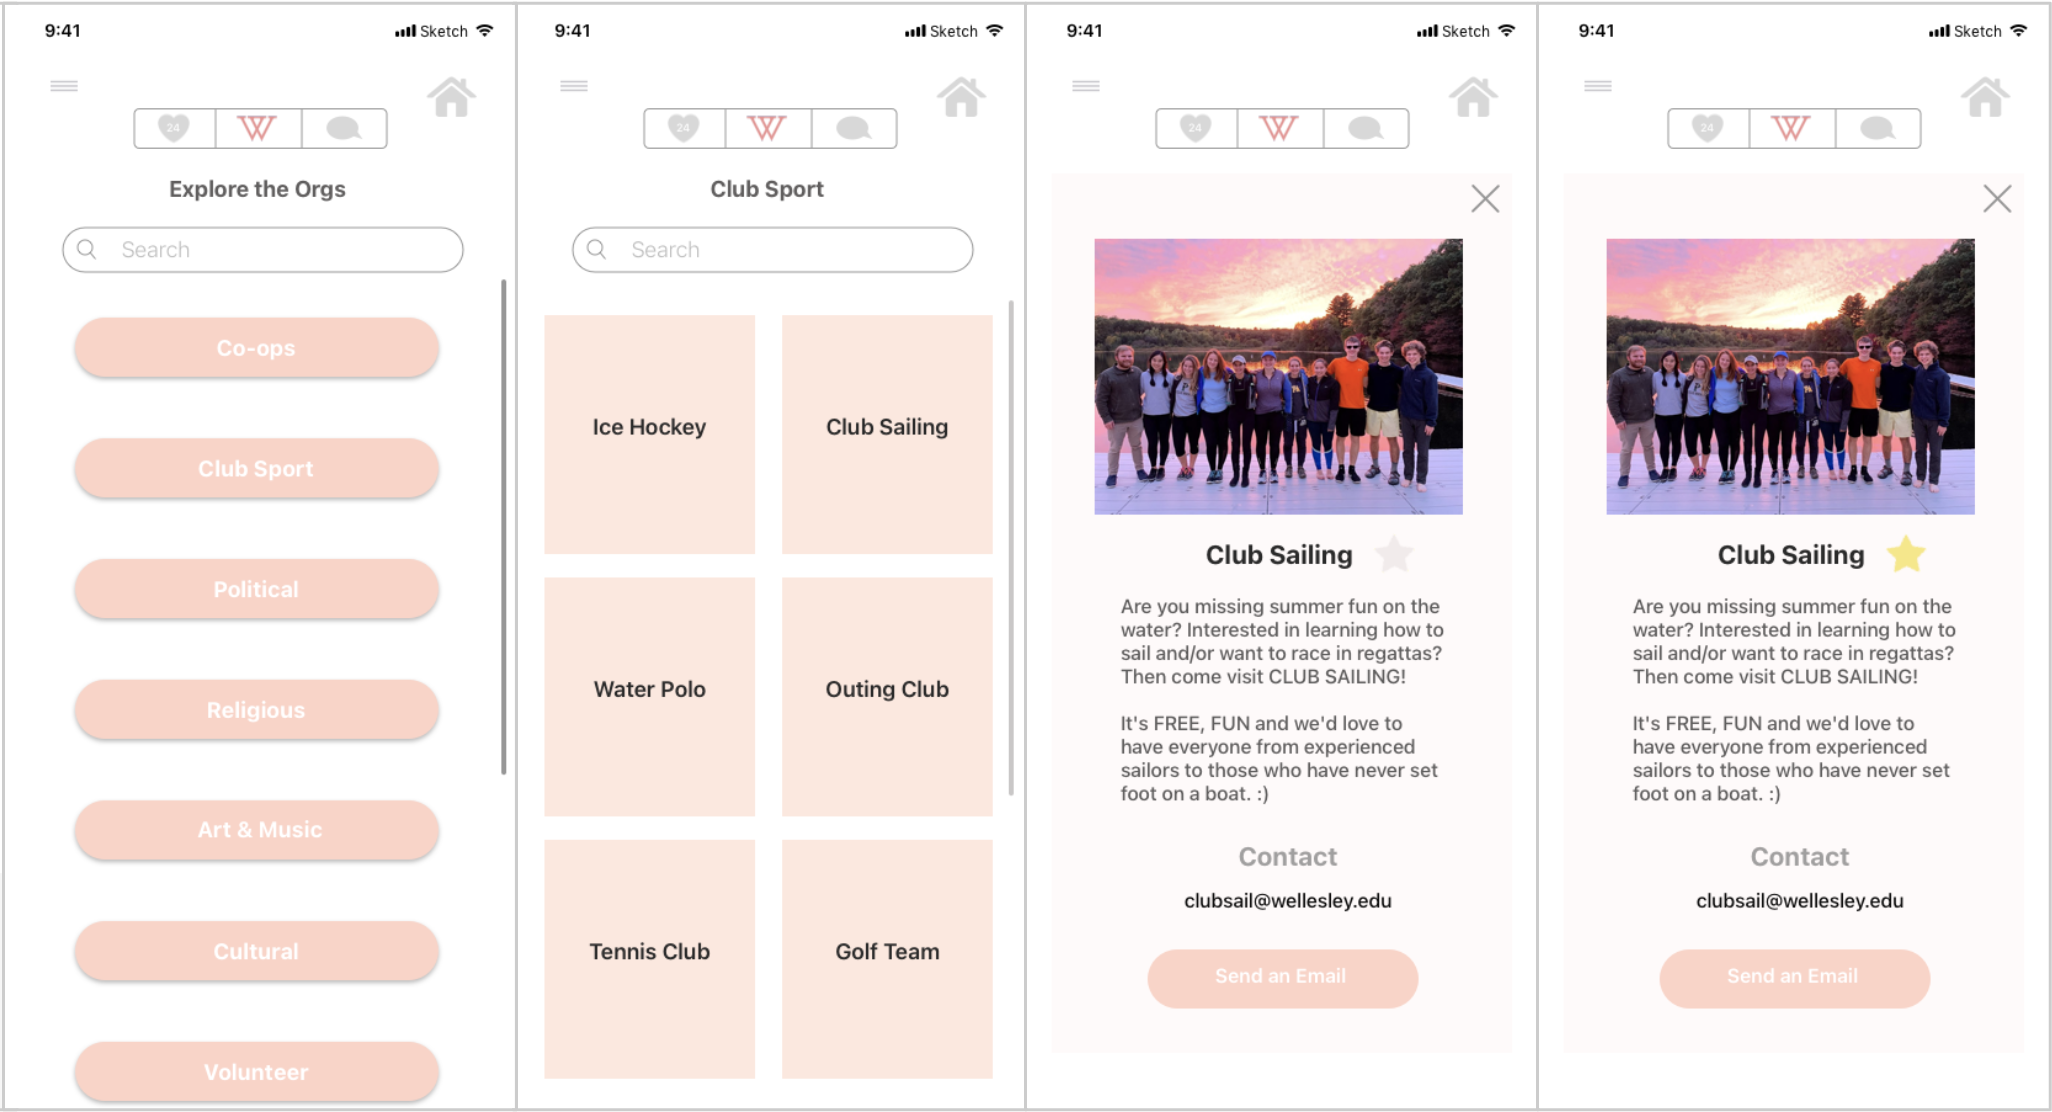 9:41
Sketch
24
W
Explore the Orgs
Search
Co-ops
Club Sport
Political
Religious
Art & Music
Cultural
Volunteer
9:41
Sketch
24
W
Club Sport
Search
Ice Hockey
Club Sailing
Water Polo
Outing Club
Tennis Club
Golf Team
9:41
Sketch
24
W
Club Sailing
Are you missing summer fun on the
water? Interested in learning how to
sail and/or want to race in regattas?
Then come visit CLUB SAILING!
It's FREE, FUN and we'd love to
have everyone from experienced
sailors to those who have never set
foot on a boat. :)
Contact
clubsail@wellesley.edu
Send an Email
9:41
Sketch
24
W
Club Sailing
Are you missing summer fun on the
water? Interested in learning how to
sail and/or want to race in regattas?
Then come visit CLUB SAILING!
It's FREE, FUN and we'd love to
have everyone from experienced
sailors to those who have never set
foot on a boat. :)
Contact
clubsail@wellesley.edu
Send an Email